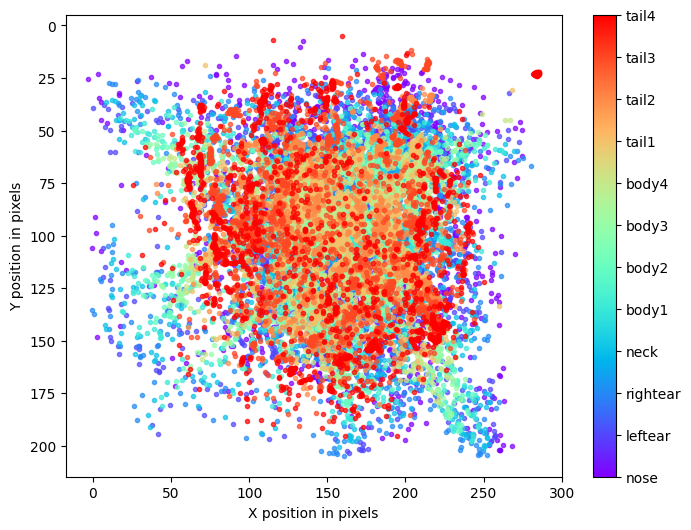 0
25
50
75
100
125
150
175
200
Y position in pixels
0
50
100
150
200
250
300
X position in pixels
tail4
tail3
tail2
tail1
body4
body3
body2
body1
neck
rightear
leftear
nose